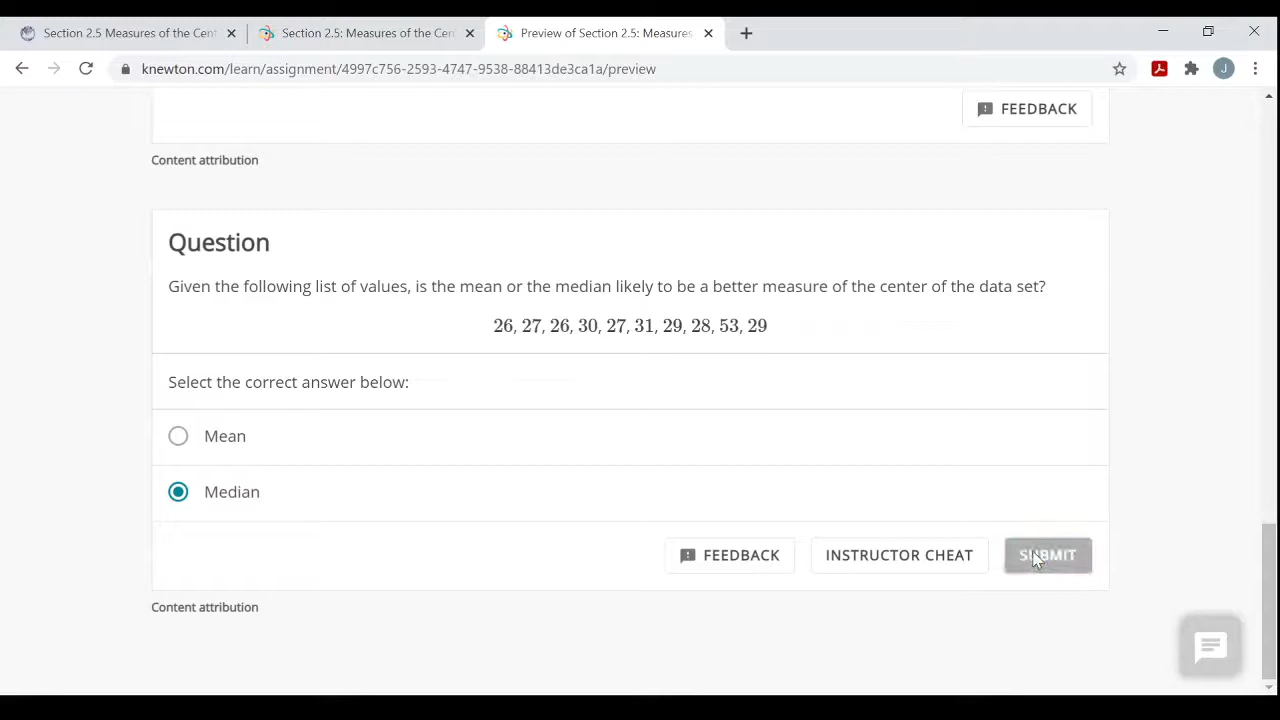 Section 2.5 Measures of the Cent
Section 2.5: Measures of the Cen
Preview of Section 2.5: Measures
knewton.com/learn/assignment/4997c756-2593-4747-9538-88413de3ca1a/preview
J
FEEDBACK
Content attribution
Question
Given the following list of values, is the mean or the median likely to be a better measure of the center of the data set?
26, 27, 26, 30, 27, 31, 29, 28, 53, 29
Select the correct answer below:
Mean
Median
FEEDBACK
INSTRUCTOR CHEAT
SUBMIT
Content attribution